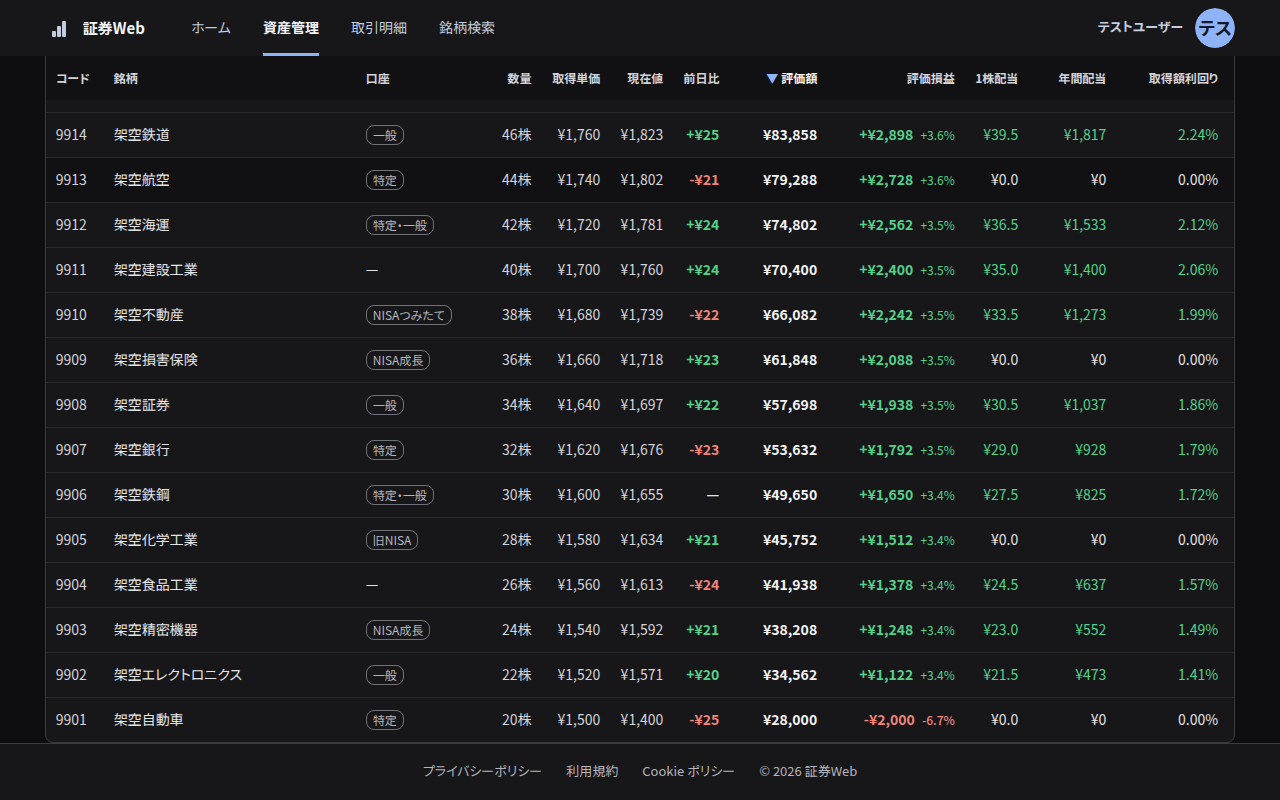 証券Web ホーム 資産管理 取引明細 銘柄検索 テストユーザー テス
コード 銘柄 口座 数量 取得単価 現在値 前日比 ▼評価額 評価損益 1株配当 年間配当 取得額利回り
9914 架空鉄道 一般 46株 ¥1,760 ¥1,823 +¥25 ¥83,858 +¥2,898 +3.6% ¥39.5 ¥1,817 2.24%
9913 架空航空 特定 44株 ¥1,740 ¥1,802 -¥21 ¥79,288 +¥2,728 +3.6% ¥0.0 ¥0 0.00%
9912 架空海運 特定・一般 42株 ¥1,720 ¥1,781 +¥24 ¥74,802 +¥2,562 +3.5% ¥36.5 ¥1,533 2.12%
9911 架空建設工業 — 40株 ¥1,700 ¥1,760 +¥24 ¥70,400 +¥2,400 +3.5% ¥35.0 ¥1,400 2.06%
9910 架空不動産 NISAつみたて 38株 ¥1,680 ¥1,739 -¥22 ¥66,082 +¥2,242 +3.5% ¥33.5 ¥1,273 1.99%
9909 架空損害保険 NISA成長 36株 ¥1,660 ¥1,718 +¥23 ¥61,848 +¥2,088 +3.5% ¥0.0 ¥0 0.00%
9908 架空証券 一般 34株 ¥1,640 ¥1,697 +¥22 ¥57,698 +¥1,938 +3.5% ¥30.5 ¥1,037 1.86%
9907 架空銀行 特定 32株 ¥1,620 ¥1,676 -¥23 ¥53,632 +¥1,792 +3.5% ¥29.0 ¥928 1.79%
9906 架空鉄鋼 特定・一般 30株 ¥1,600 ¥1,655 — ¥49,650 +¥1,650 +3.4% ¥27.5 ¥825 1.72%
9905 架空化学工業 旧NISA 28株 ¥1,580 ¥1,634 +¥21 ¥45,752 +¥1,512 +3.4% ¥0.0 ¥0 0.00%
9904 架空食品工業 — 26株 ¥1,560 ¥1,613 -¥24 ¥41,938 +¥1,378 +3.4% ¥24.5 ¥637 1.57%
9903 架空精密機器 NISA成長 24株 ¥1,540 ¥1,592 +¥21 ¥38,208 +¥1,248 +3.4% ¥23.0 ¥552 1.49%
9902 架空エレクトロニクス 一般 22株 ¥1,520 ¥1,571 +¥20 ¥34,562 +¥1,122 +3.4% ¥21.5 ¥473 1.41%
9901 架空自動車 特定 20株 ¥1,500 ¥1,400 -¥25 ¥28,000 -¥2,000 -6.7% ¥0.0 ¥0 0.00%
プライバシーポリシー 利用規約 Cookie ポリシー © 2026 証券Web